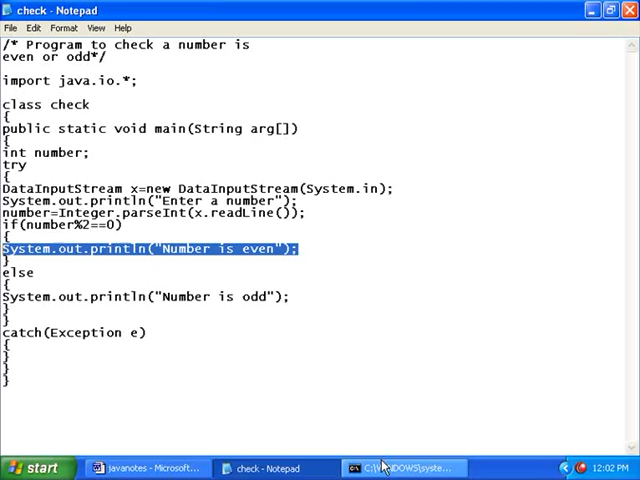 check - Notepad
File Edit Format View Help
/* Program to check a number is
even or odd*/
import java.io.*;
class check
{
public static void main(String arg[])
{
int number;
try
{
DataInputStream x=new DataInputStream(System.in);
System.out.println("Enter a number");
number=Integer.parseInt(x.readLine());
if(number%2==0)
{
System.out.println("Number is even");
}
else
{
System.out.println("Number is odd");
}
}
catch(Exception e)
{
}
}
}
start javanotes - Microsoft... check - Notepad C:\WINDOWS\syste... 12:02 PM